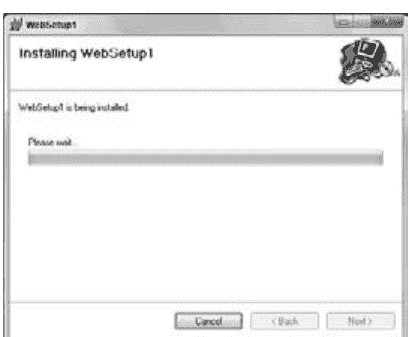 WebSetup1
Installing WebSetup1
WebSetup1 is being installed.
Please wait...
Cancel
< Back
Next >